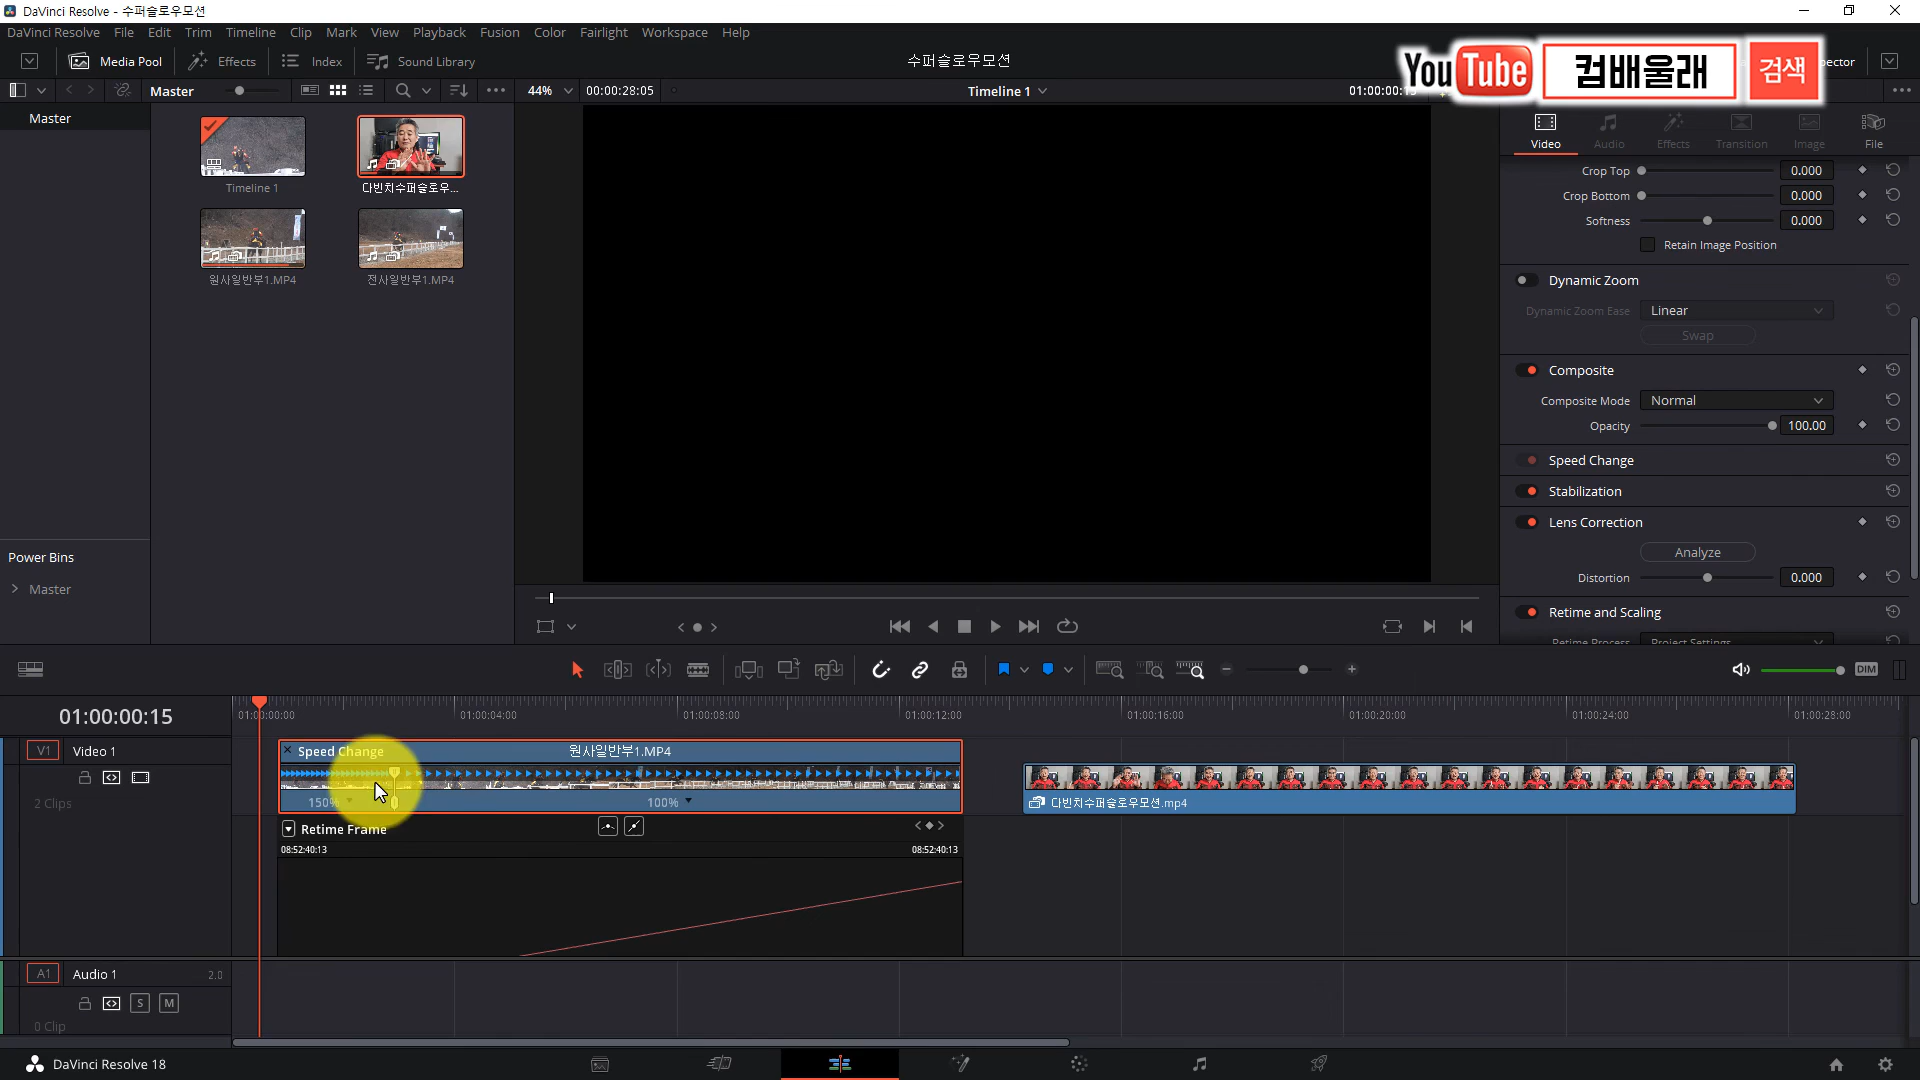 DaVinci Resolve - 수퍼슬로우모션
DaVinci Resolve File Edit Trim Timeline Clip Mark View Playback Fusion Color Fairlight Workspace Help
Media Pool Effects Index Sound Library 수퍼슬로우모션
YouTube 컴배울래 검색
Master 44% 00:00:28:05 Timeline 1
Master
Timeline 1 다빈치수퍼슬로우...
원사일반부1.MP4 전사일반부1.MP4
Power Bins
Master
Video Audio Effects Transition Image File
Crop Top 0.000
Crop Bottom 0.000
Softness 0.000
Retain Image Position
Dynamic Zoom
Dynamic Zoom Ease Linear
Swap
Composite
Composite Mode Normal
Opacity 100.00
Speed Change
Stabilization
Lens Correction
Analyze
Distortion 0.000
Retime and Scaling
Retime Process Project Settings
DIM
01:00:00:15
01:00:00:00 01:00:04:00 01:00:08:00 01:00:12:00 01:00:16:00 01:00:20:00 01:00:24:00 01:00:28:00
V1 Video 1
2 Clips
Speed Change 원사일반부1.MP4
150% 100%
다빈치수퍼슬로우모션.mp4
Retime Frame
08:52:40:13 08:52:40:13
A1 Audio 1 2.0
S M
0 Clip
DaVinci Resolve 18